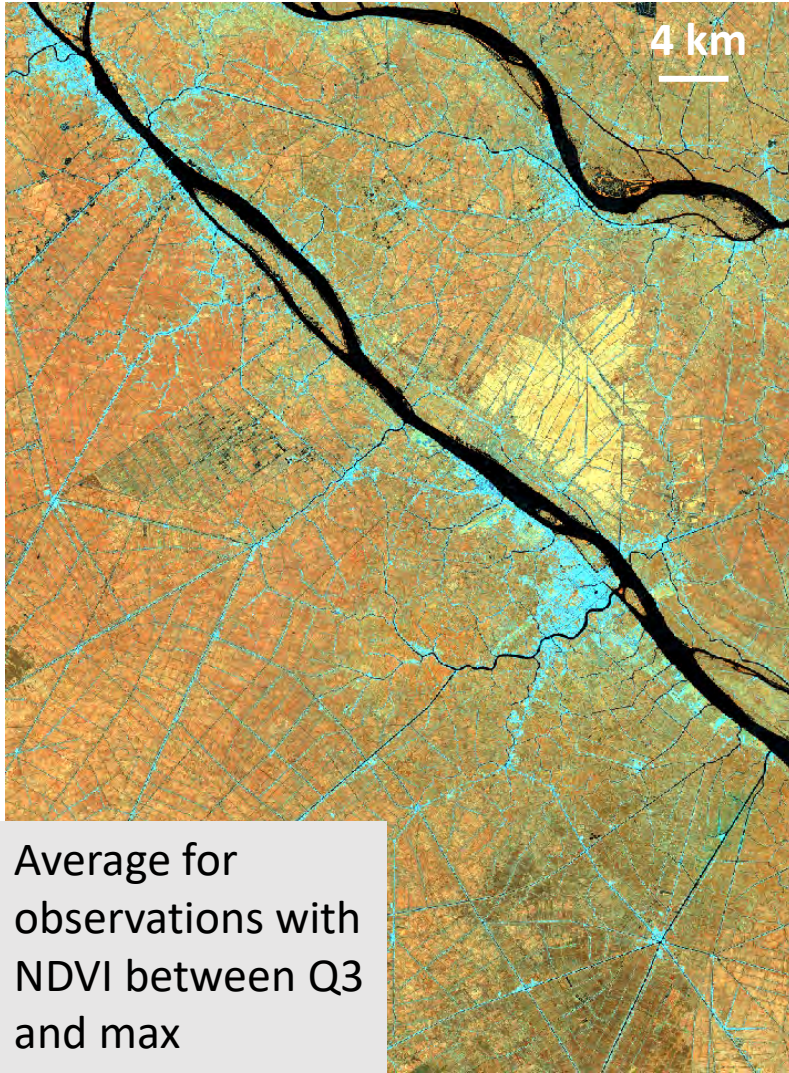 4 km
Average for
observations with
NDVI between Q3
and max